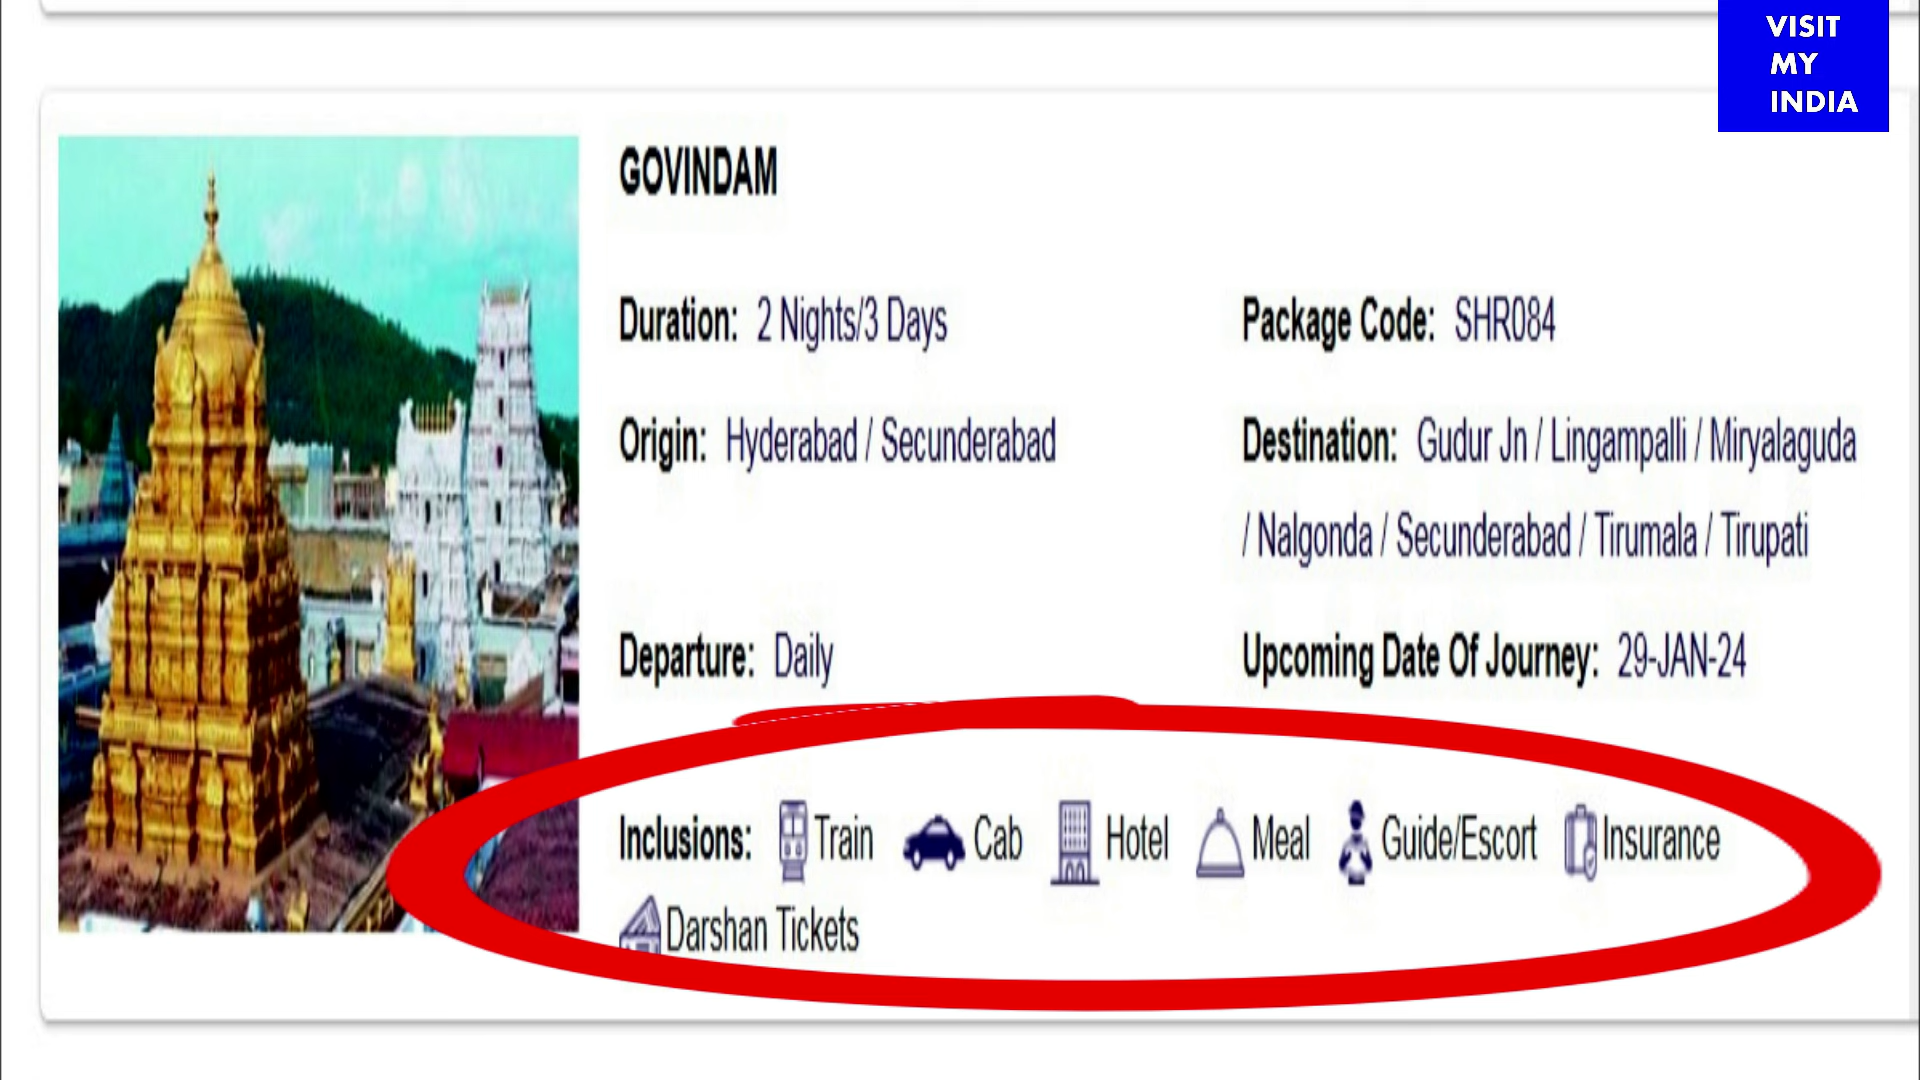 VISIT
MY
INDIA
GOVINDAM
Duration: 2 Nights/3 Days
Package Code: SHR084
Origin: Hyderabad / Secunderabad
Destination: Gudur Jn / Lingampalli / Miryalaguda
/ Nalgonda / Secunderabad / Tirumala / Tirupati
Departure: Daily
Upcoming Date Of Journey: 29-JAN-24
Inclusions: Train Cab Hotel Meal Guide/Escort Insurance
Darshan Tickets